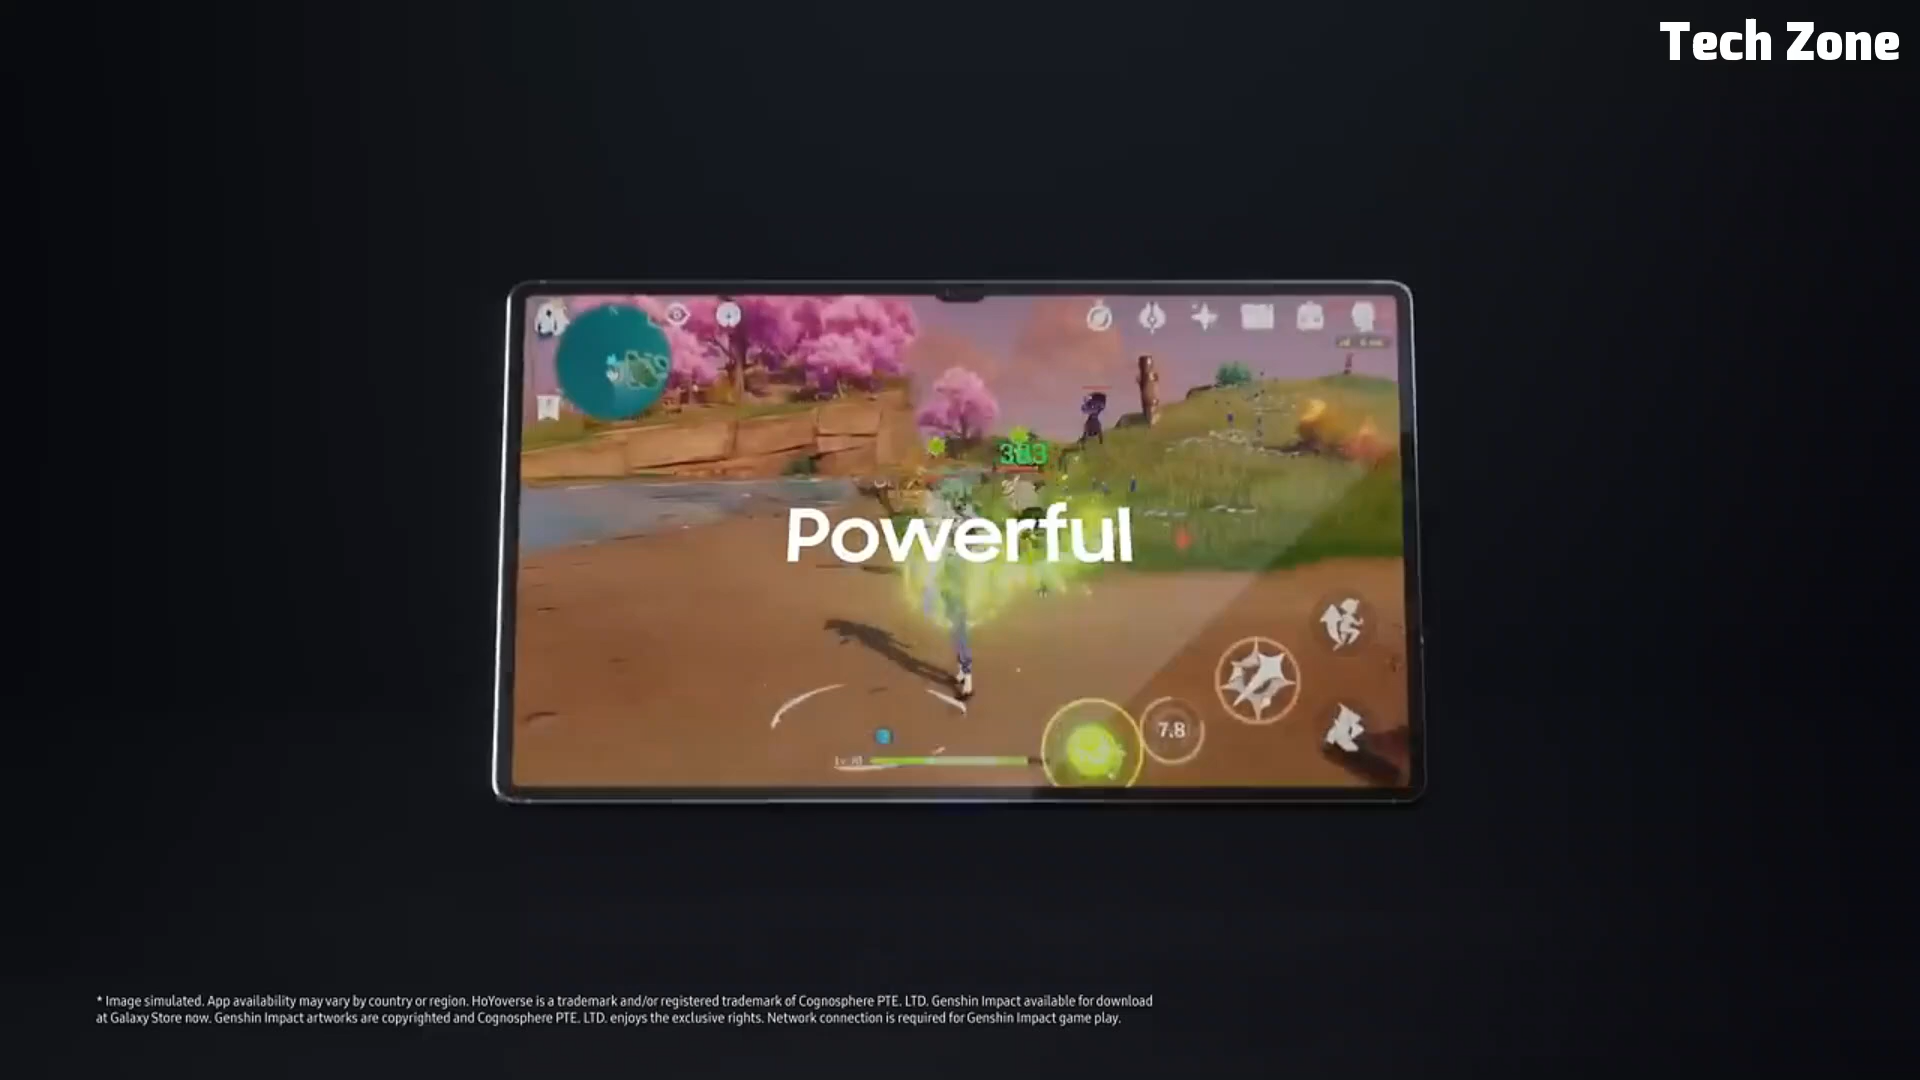 Tech Zone
Powerful
7.8
* Image simulated. App availability may vary by country or region. HoYoverse is a trademark and/or registered trademark of Cognosphere PTE. LTD. Genshin Impact available for download
at Galaxy Store now. Genshin Impact artworks are copyrighted and Cognosphere PTE. LTD. enjoys the exclusive rights. Network connection is required for Genshin Impact game play.